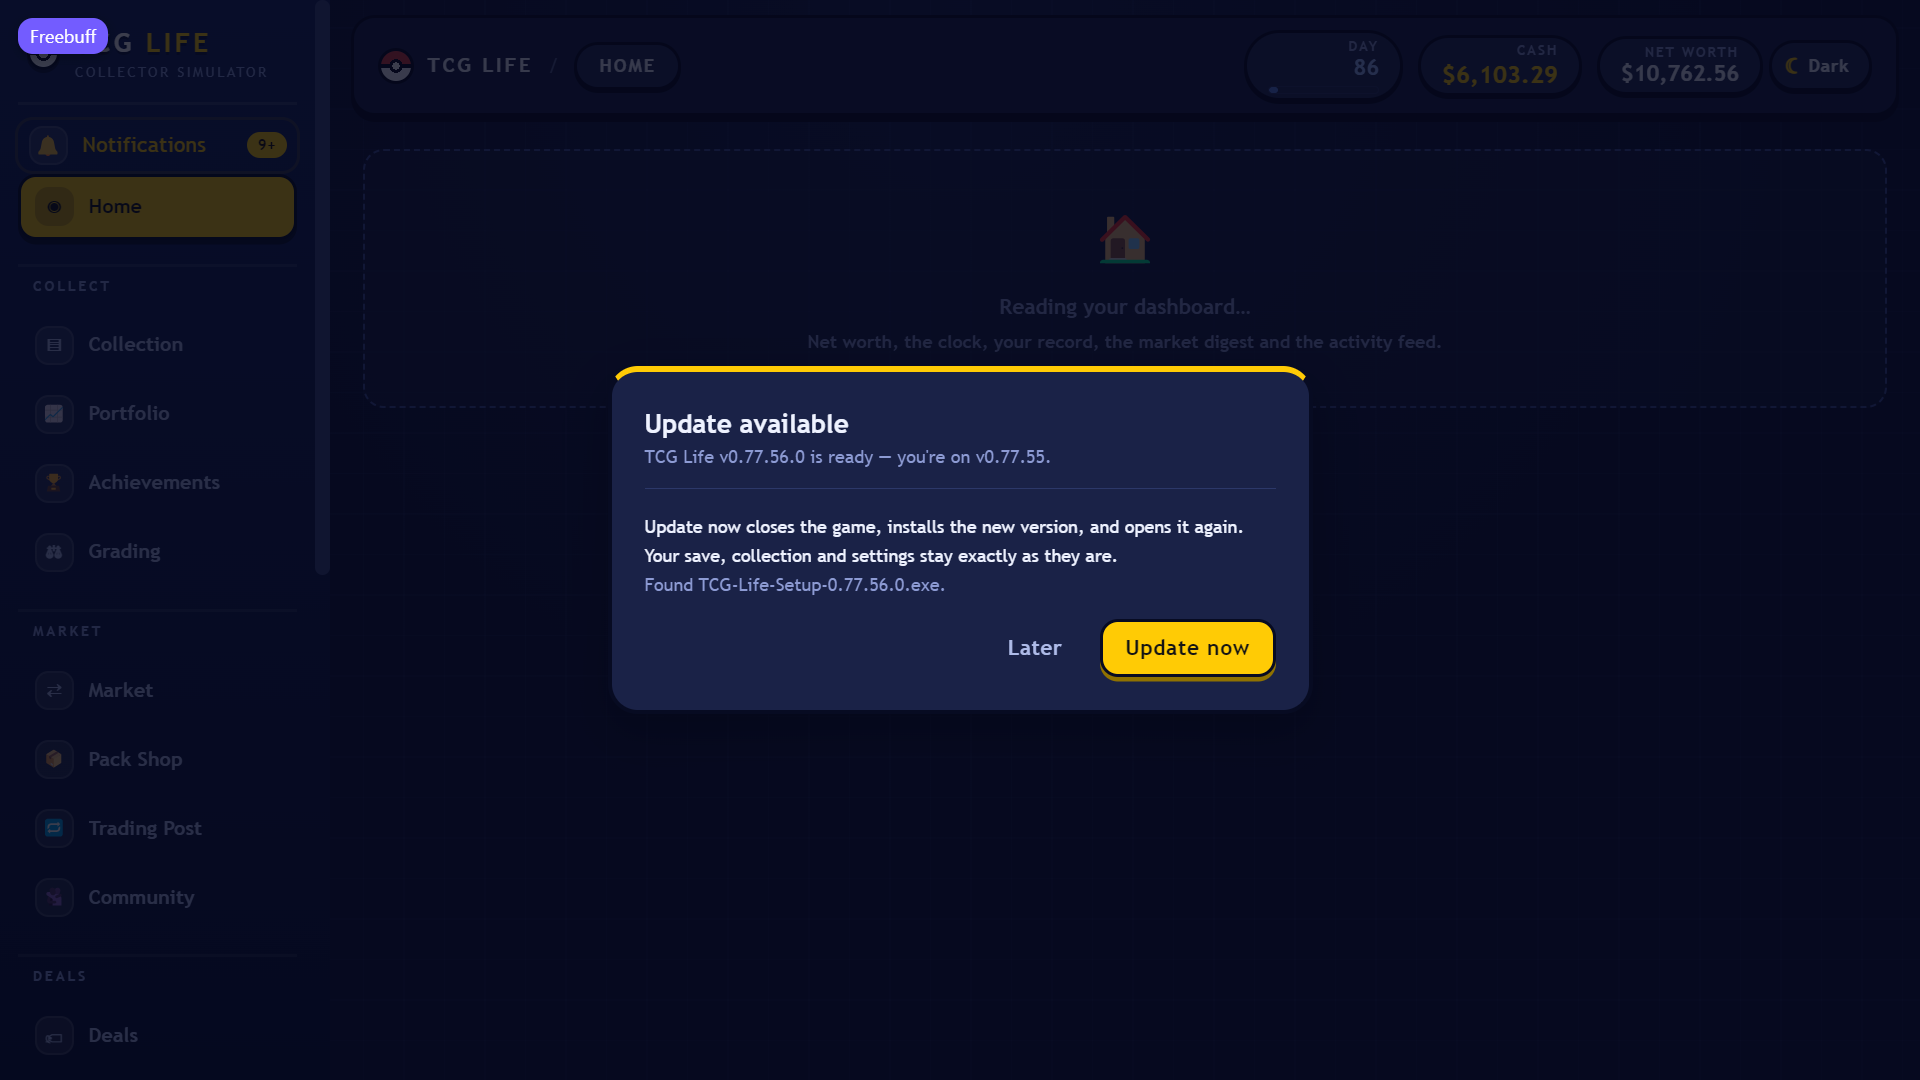 Freebuff
CG LIFE
COLLECTOR SIMULATOR
Notifications
9+
Home
COLLECT
Collection
Portfolio
Achievements
Grading
MARKET
Market
Pack Shop
Trading Post
Community
DEALS
Deals
TCG LIFE / HOME
DAY
86
CASH
$6,103.29
NET WORTH
$10,762.56
Dark
Reading your dashboard...
Net worth, the clock, your record, the market digest and the activity feed.
Update available
TCG Life v0.77.56.0 is ready — you're on v0.77.55.
Update now closes the game, installs the new version, and opens it again.
Your save, collection and settings stay exactly as they are.
Found TCG-Life-Setup-0.77.56.0.exe.
Later
Update now